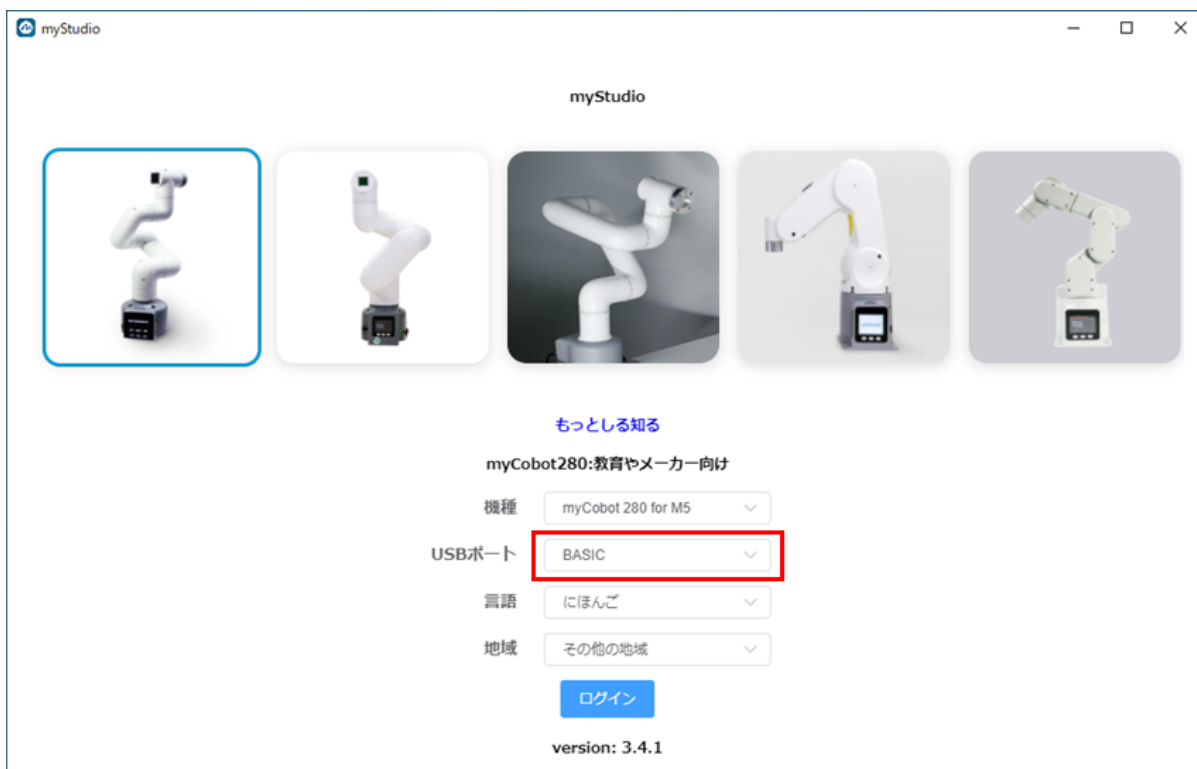 myStudio
myStudio
もっとしる知る
myCobot280:教育やメーカー向け
機種 myCobot 280 for M5
USBポート BASIC
言語 にほんご
地域 その他の地域
ログイン
version: 3.4.1